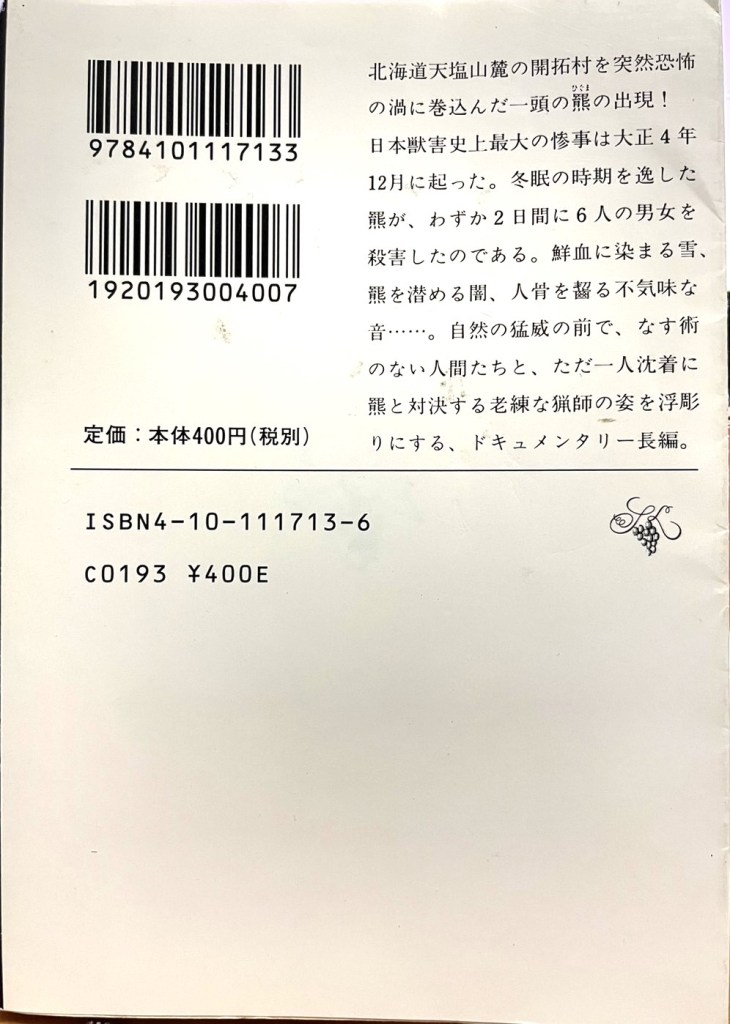 9784101117133
1920193004007
定価：本体400円(税別)
北海道天塩山麓の開拓村を突然恐怖
の渦に巻込んだ一頭の羆の出現！
ひぐま
日本獣害史上最大の惨事は大正4年
12月に起った。冬眠の時期を逸した
羆が、わずか2日間に6人の男女を
殺害したのである。鮮血に染まる雪、
羆を潜める闇、人骨を齧る不気味な
音……。自然の猛威の前で、なす術
のない人間たちと、ただ一人沈着に
羆と対決する老練な猟師の姿を浮彫
りにする、ドキュメンタリー長編。
ISBN4-10-111713-6
C0193 ¥400E